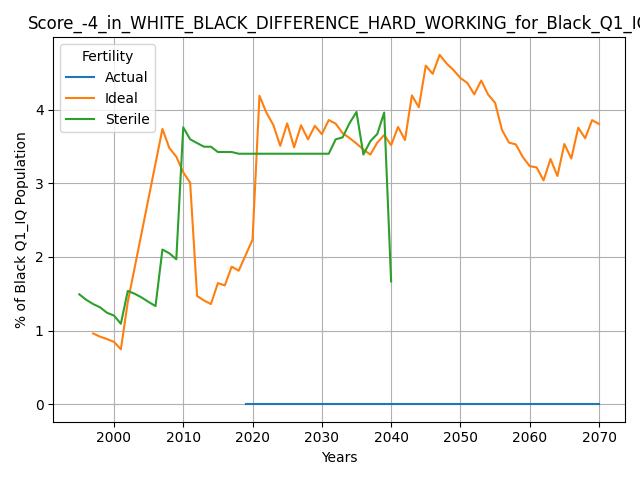 Score_-4_in_WHITE_BLACK_DIFFERENCE_HARD_WORKING_for_Black_Q1_IQ
Fertility
Actual
Ideal
Sterile
% of Black Q1_IQ Population
4
3
2
1
0
2000 2010 2020 2030 2040 2050 2060 2070
Years